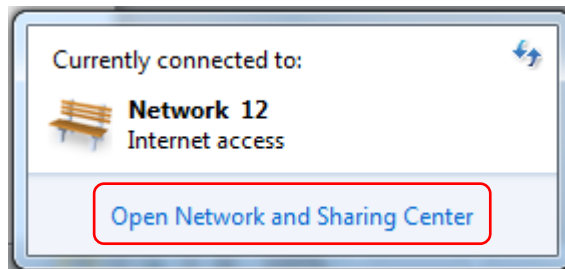 Currently connected to:
Network 12
Internet access
Open Network and Sharing Center